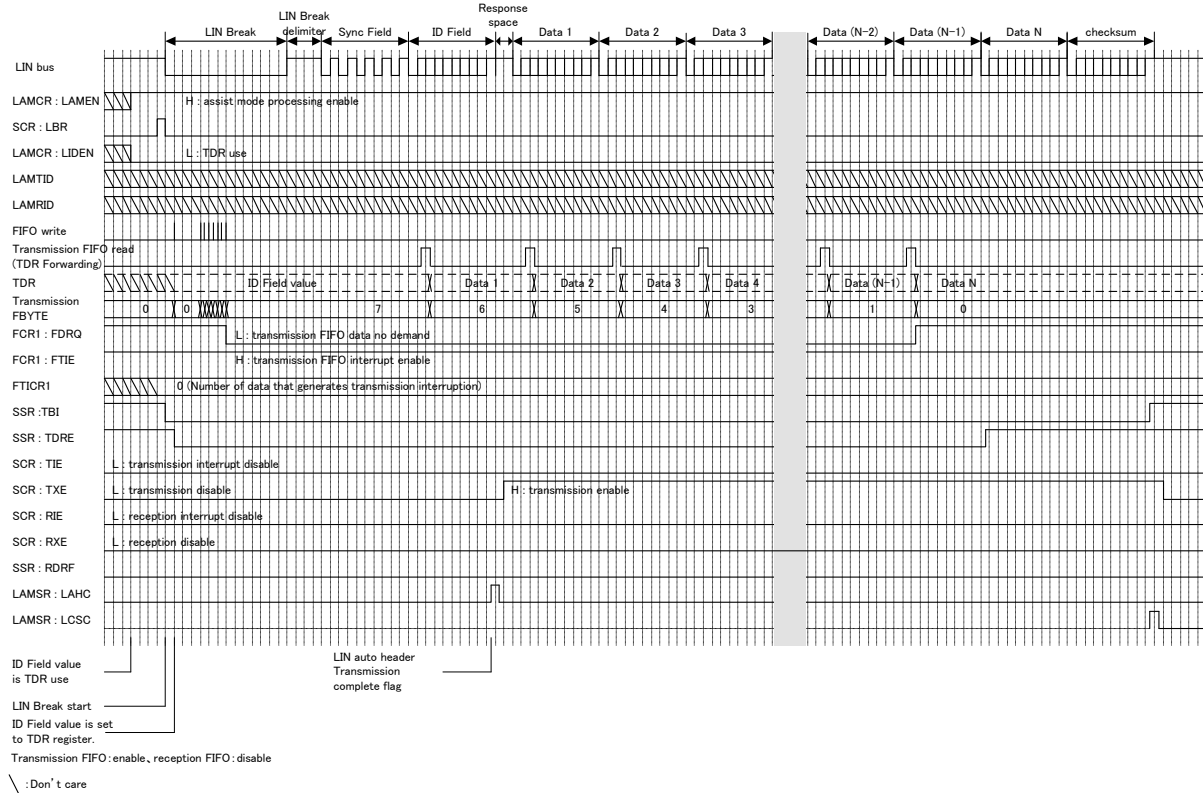 Response
space
LIN Break
LIN Break
delimiter
Sync Field
ID Field
Data 1
Data 2
Data 3
Data (N-2)
Data (N-1)
Data N
checksum
LIN bus
LAMCR : LAMEN
H : assist mode processing enable
SCR : LBR
LAMCR : LIDEN
L : TDR use
LAMTID
LAMRID
FIFO write
Transmission FIFO read
(TDR Forwarding)
TDR
ID Field value
Data 1
Data 2
Data 3
Data 4
Data (N-1)
Data N
Transmission
FBYTE
0
0
7
6
5
4
3
1
0
FCR1 : FDRQ
L : transmission FIFO data no demand
FCR1 : FTIE
H : transmission FIFO interrupt enable
FTICR1
0 (Number of data that generates transmission interruption)
SSR :TBI
SSR : TDRE
SCR : TIE
L : transmission interrupt disable
SCR : TXE
L : transmission disable
H : transmission enable
SCR : RIE
L : reception interrupt disable
SCR : RXE
L : reception disable
SSR : RDRF
LAMSR : LAHC
LAMSR : LCSC
ID Field value
is TDR use
LIN auto header
Transmission
complete flag
LIN Break start
ID Field value is set
to TDR register.
Transmission FIFO:enable、reception FIFO:disable
\ :Don't care